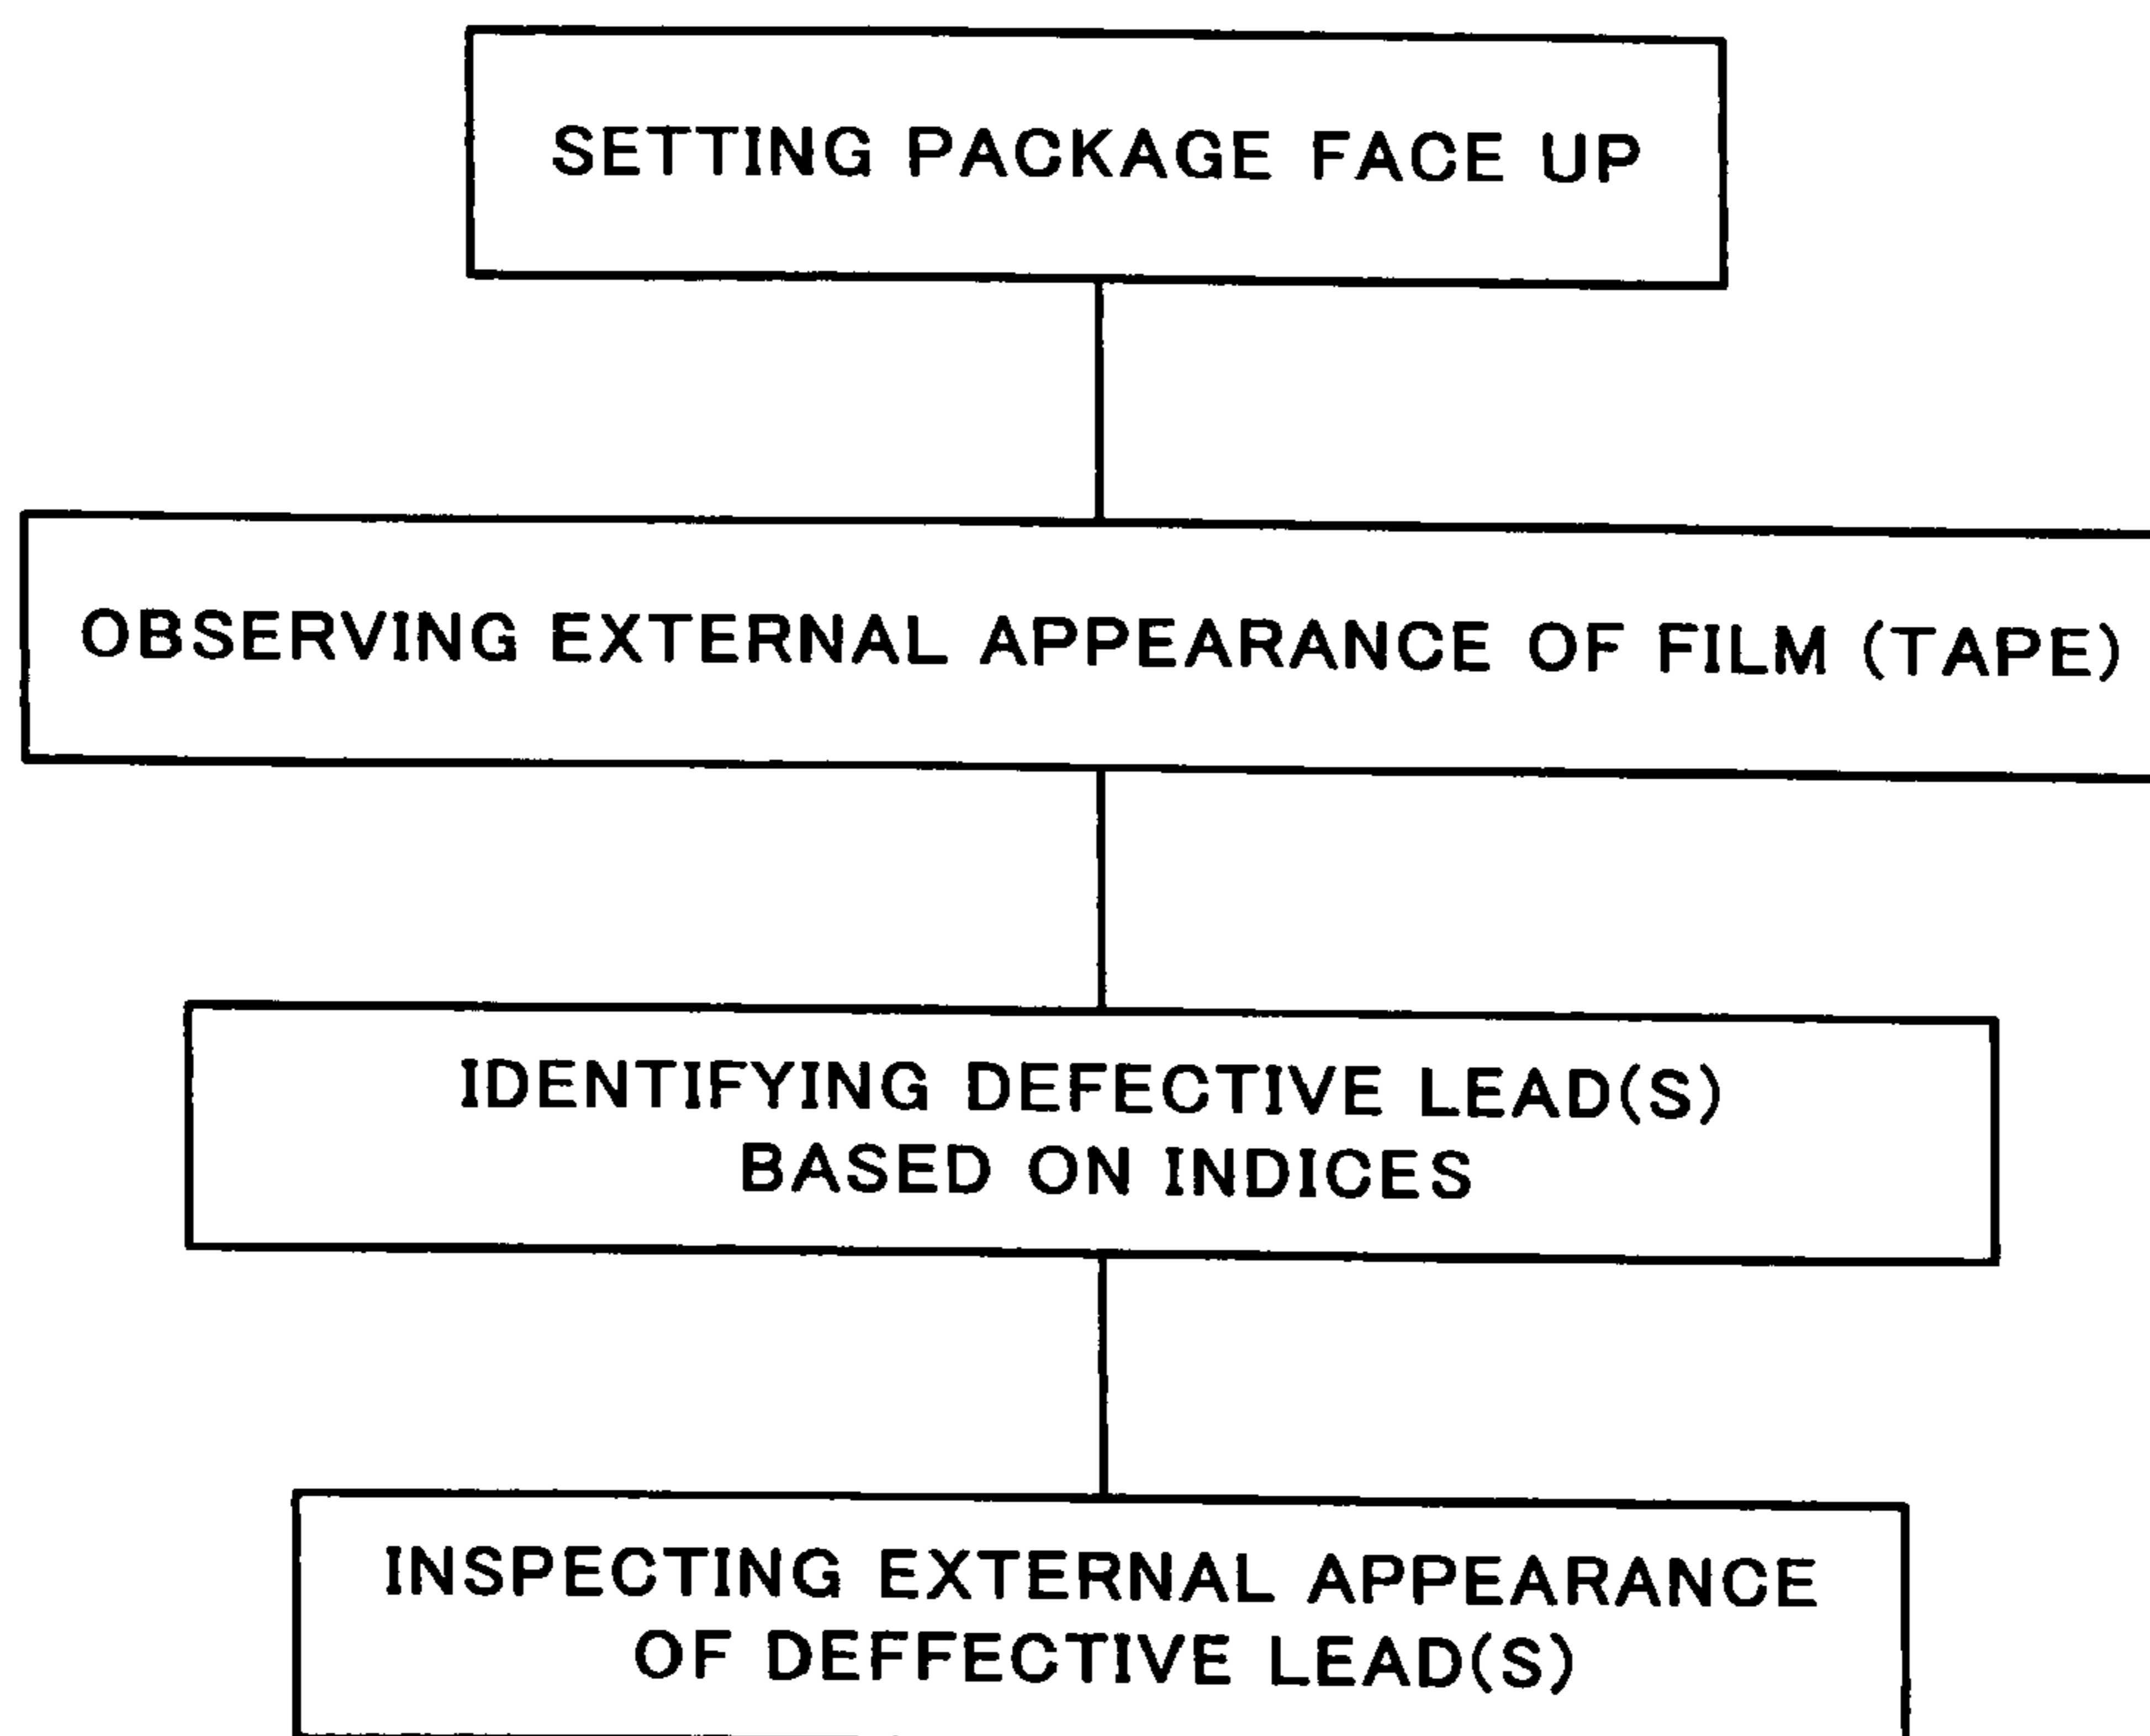 SETTING PACKAGE FACE UP
OBSERVING EXTERNAL APPEARANCE OF FILM (TAPE)
IDENTIFYING DEFECTIVE LEAD(S)
BASED ON INDICES
INSPECTING EXTERNAL APPEARANCE
OF DEFFECTIVE LEAD(S)